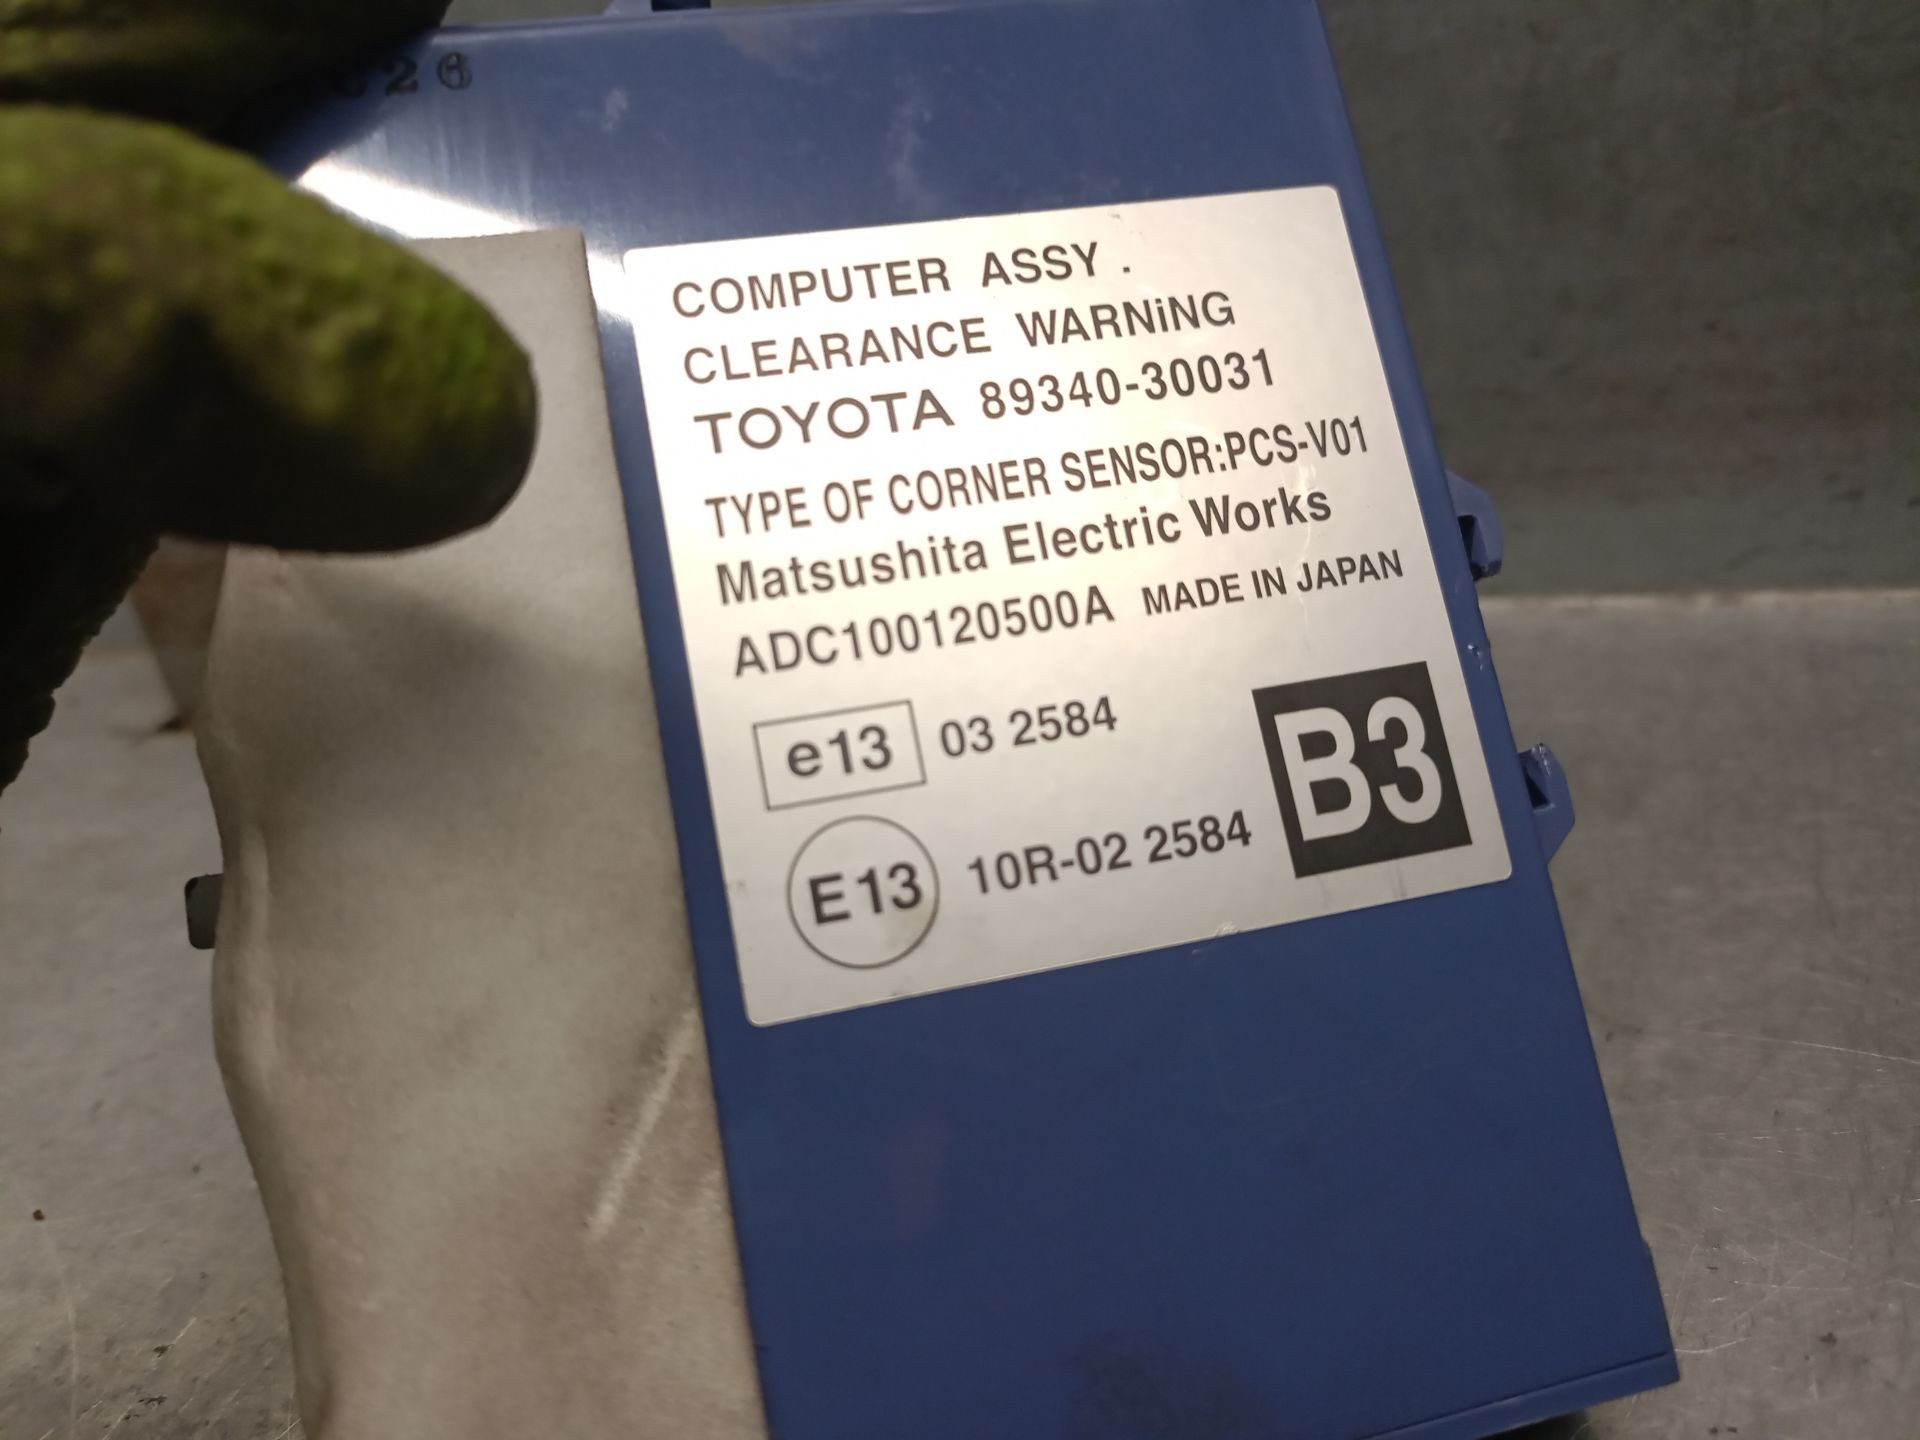 26
COMPUTER ASSY .
CLEARANCE WARNiNG
TOYOTA 89340-30031
TYPE OF CORNER SENSOR:PCS-V01
Matsushita Electric Works
ADC100120500A MADE IN JAPAN
e13 03 2584
E13 10R-02 2584
B3